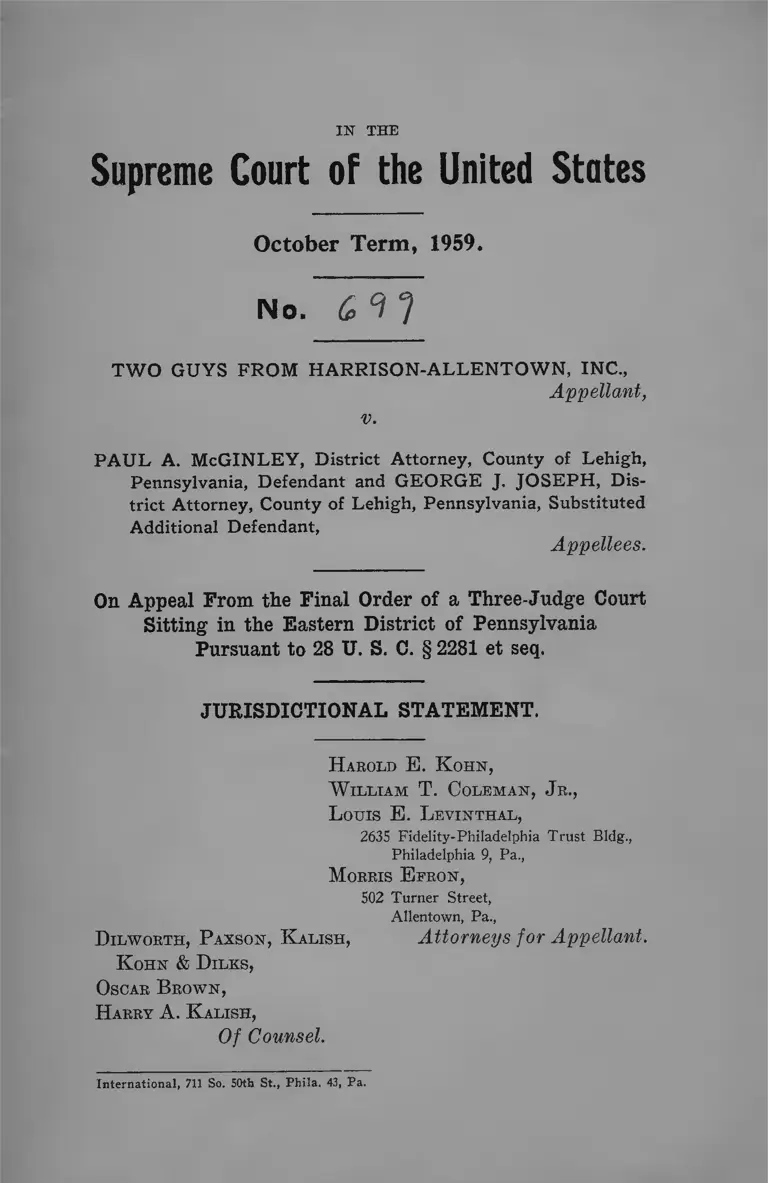 IN THE
Supreme Court of the United States
October Term, 1959.
No. 699
TWO GUYS FROM HARRISON-ALLENTOWN, INC.,
Appellant,
v.
PAUL A. McGINLEY, District Attorney, County of Lehigh,
Pennsylvania, Defendant and GEORGE J. JOSEPH, Dis-
trict Attorney, County of Lehigh, Pennsylvania, Substituted
Additional Defendant,
Appellees.
On Appeal From the Final Order of a Three-Judge Court
Sitting in the Eastern District of Pennsylvania
Pursuant to 28 U. S. C. § 2281 et seq.
JURISDICTIONAL STATEMENT.
HAROLD E. KOHN,
WILLIAM T. COLEMAN, JR.,
LOUIS E. LEVINTHAL,
2635 Fidelity-Philadelphia Trust Bldg.,
Philadelphia 9, Pa.,
MORRIS EFRON,
502 Turner Street,
Allentown, Pa.,
DILWORTH, PAXSON, KALISH, Attorneys for Appellant.
KOHN & DILKS,
OSCAR BROWN,
HARRY A. KALISH,
Of Counsel.
International, 711 So. 50th St., Phila. 43, Pa.